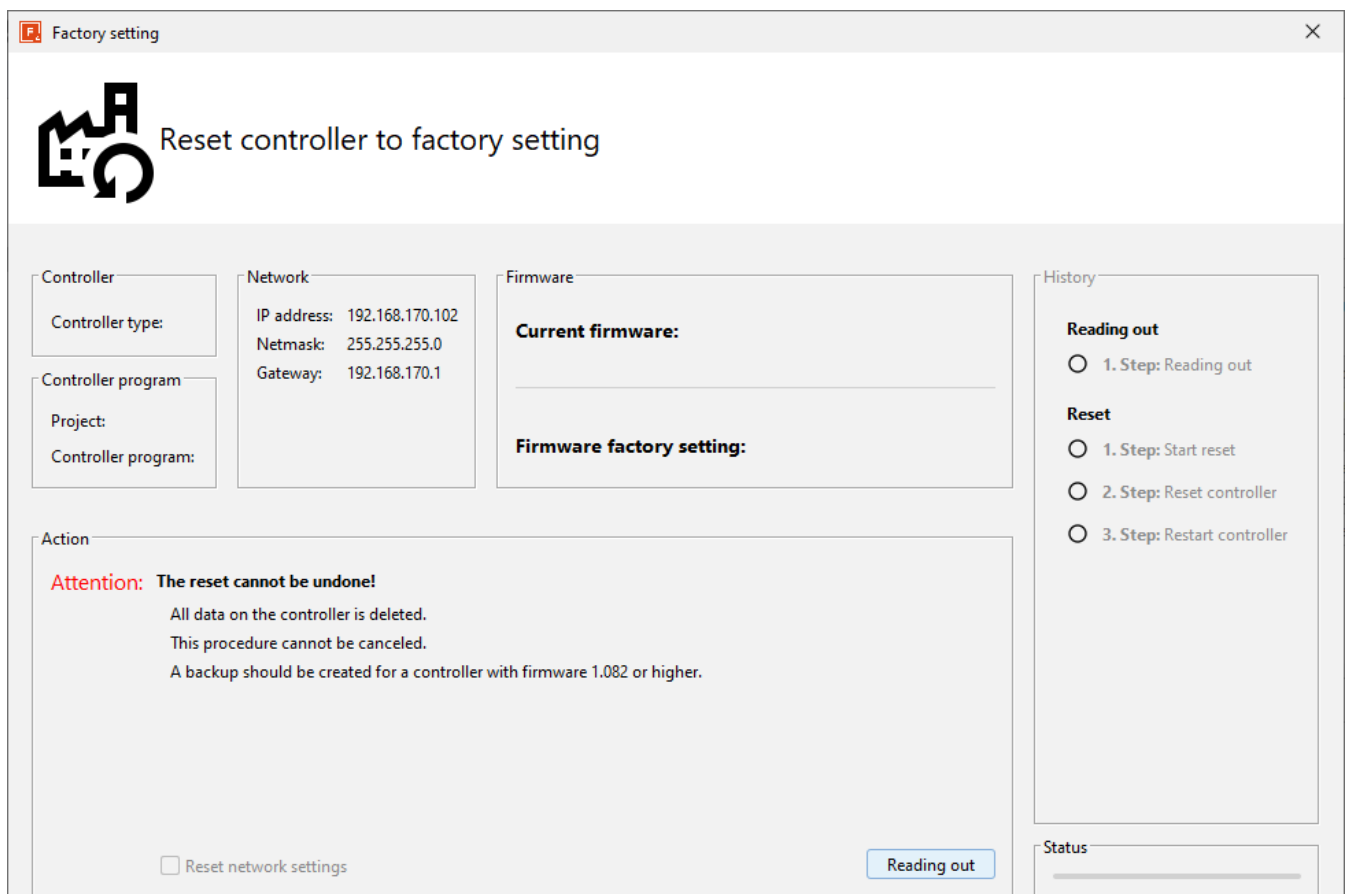 Factory setting
Reset controller to factory setting
Controller
Controller type:
Controller program
Project:
Controller program:
Network
IP address: 192.168.170.102
Netmask: 255.255.255.0
Gateway: 192.168.170.1
Firmware
Current firmware:
Firmware factory setting:
History
Reading out
1. Step: Reading out
Reset
1. Step: Start reset
2. Step: Reset controller
3. Step: Restart controller
Action
Attention: The reset cannot be undone!
All data on the controller is deleted.
This procedure cannot be canceled.
A backup should be created for a controller with firmware 1.082 or higher.
Reset network settings
Reading out
Status